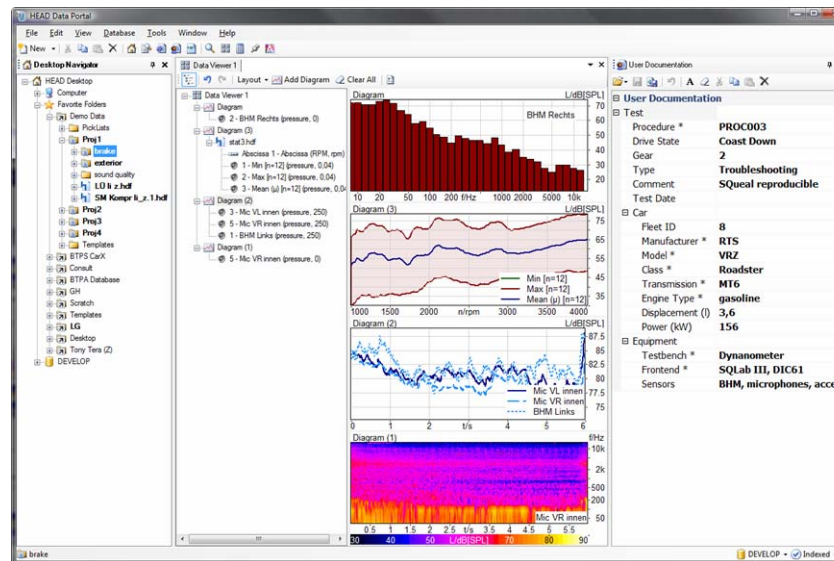 HEAD Data Portal
File Edit View Database Tools Window Help
New
Desktop Navigator
HEAD Desktop
Computer
Favorite Folders
Demo Data
PickLists
Proj1
brake
exterior
sound quality
LÜ li z.hdf
SM Kompr li_z.1.hdf
Proj2
Proj3
Proj4
Templates
BTPS CarX
Consult
BTPA Database
GH
Scratch
Templates
LG
Desktop
Tony Tera (Z)
DEVELOP
Data Viewer 1
Layout Add Diagram Clear All
Data Viewer 1
Diagram
2 - BHM Rechts (pressure, 0)
Diagram (3)
stat3.hdf
Abscissa 1 - Abscissa (RPM, rpm)
1 - Min [n=12] (pressure, 0,04)
2 - Max [n=12] (pressure, 0,04)
3 - Mean (µ) [n=12] (pressure, 0,04
Diagram (2)
3 - Mic VL innen (pressure, 250)
5 - Mic VR innen (pressure, 250)
1 - BHM Links (pressure, 250)
Diagram (1)
5 - Mic VR innen (pressure, 0)
Diagram L/dB[SPL]
BHM Rechts
70
60
50
40
30
20
10 20 50 100 200 f/Hz 1000 2000 5000 10k
Diagram (3) L/dB[SPL]
75
65
55
45
35
Min [n=12]
Max [n=12]
Mean (µ) [n=12]
1000 1500 2000 n/rpm 3000 3500 4000
Diagram (2) L/dB[SPL]
87.5
85
82.5
80
77.5
75
Mic VL innen
Mic VR innen
BHM Links
0 1 2 t/s 4 5 6
Diagram (1) f/Hz
10k
2k
500
200
50
Mic VR innen
0.5 1 1.5 2 2.5 t/s 3.5 4 4.5 5 5.5
30 40 50 L/dB[SPL] 70 80 90
User Documentation
User Documentation
Test
Procedure * PROC003
Drive State Coast Down
Gear 2
Type Troubleshooting
Comment SQueal reproducible
Test Date
Car
Fleet ID 8
Manufacturer * RTS
Model * VRZ
Class * Roadster
Transmission * MT6
Engine Type * gasoline
Displacement (l) 3,6
Power (kW) 156
Equipment
Testbench * Dynanometer
Frontend * SQLab III, DIC61
Sensors BHM, microphones, acce
brake
DEVELOP Indexed